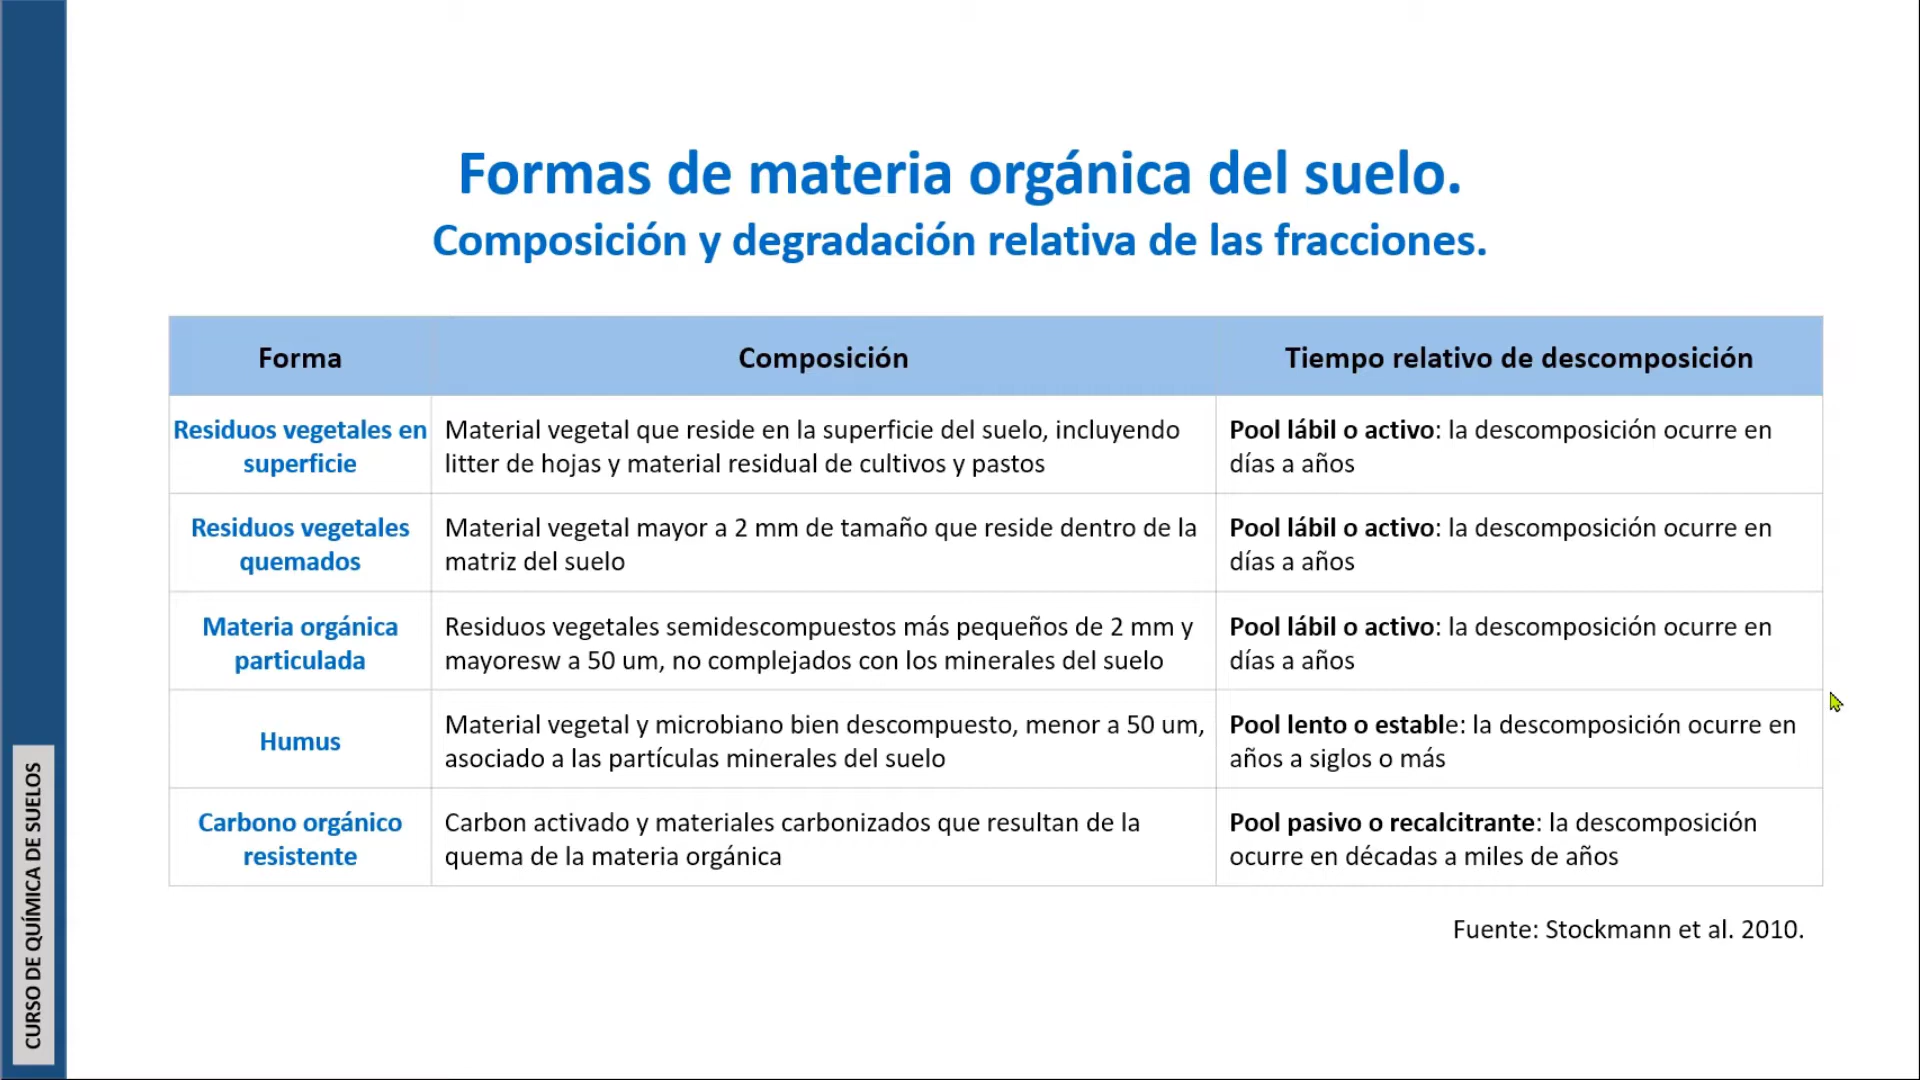 Formas de materia orgánica del suelo.
Composición y degradación relativa de las fracciones.
Forma
Composición
Tiempo relativo de descomposición
Residuos vegetales en
superficie
Material vegetal que reside en la superficie del suelo, incluyendo
litter de hojas y material residual de cultivos y pastos
Pool lábil o activo: la descomposición ocurre en
días a años
Residuos vegetales
quemados
Material vegetal mayor a 2 mm de tamaño que reside dentro de la
matriz del suelo
Pool lábil o activo: la descomposición ocurre en
días a años
Materia orgánica
particulada
Residuos vegetales semidescompuestos más pequeños de 2 mm y
mayoresw a 50 um, no complejados con los minerales del suelo
Pool lábil o activo: la descomposición ocurre en
días a años
Humus
Material vegetal y microbiano bien descompuesto, menor a 50 um,
asociado a las partículas minerales del suelo
Pool lento o estable: la descomposición ocurre en
años a siglos o más
Carbono orgánico
resistente
Carbon activado y materiales carbonizados que resultan de la
quema de la materia orgánica
Pool pasivo o recalcitrante: la descomposición
ocurre en décadas a miles de años
Fuente: Stockmann et al. 2010.
CURSO DE QUÍMICA DE SUELOS